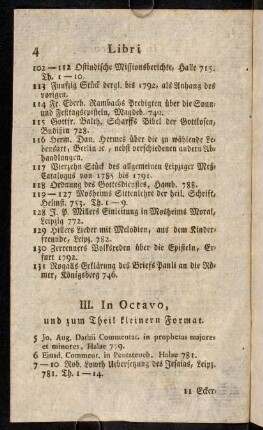 4 Libri
102—112 Ostindische Missionsberichte, Halle 715.
Th. 1—10.
113 Funfzig Stück dergl. bis 1792, als Anhang des
vorigen.
114 Fr. Eberh. Rambachs Predigten über die Sonn-
und Festtagsepisteln, Magdeb. 740.
115 Gottfr. Balth. Scharffs Bibel der Gottlosen,
Budißin 728.
116 Herm. Dan. Hermes über die zu wählende Le-
bensart, Berlin ꝛc, nebst verschiedenen andern Ab-
handlungen.
117 Vierzehn Stück des allgemeinen Leipziger Meß-
Catalogus von 1785 bis 1791.
118 Ordnung des Gottesdienstes, Hamb. 788.
119—127 Mosheims Sittenlehre der heil. Schrift,
Helmst. 753. Th. 1—9.
128 J. P. Millers Einleitung in Mosheims Moral,
Leipzig 772.
129 Hillers Lieder mit Melodien, aus dem Kinder-
freunde, Leipz. 782.
130 Zerrenners Volksreden über die Episteln, Er-
furt 1792.
131 Rogalls Erklärung des Briefs Pauli an die Rö-
mer, Königsberg 746.
III. In Octavo,
und zum Theil kleinern Format.
5 Jo. Aug. Dathii Commentat. in prophetas majores
et minores, Halae 779.
6 Eiusd. Comment. in Pentateuch. Halae 781.
7—10 Rob. Lowth Uebersetzung des Jesaias, Leipz.
781. Th. 1—14.
11 Ecker-